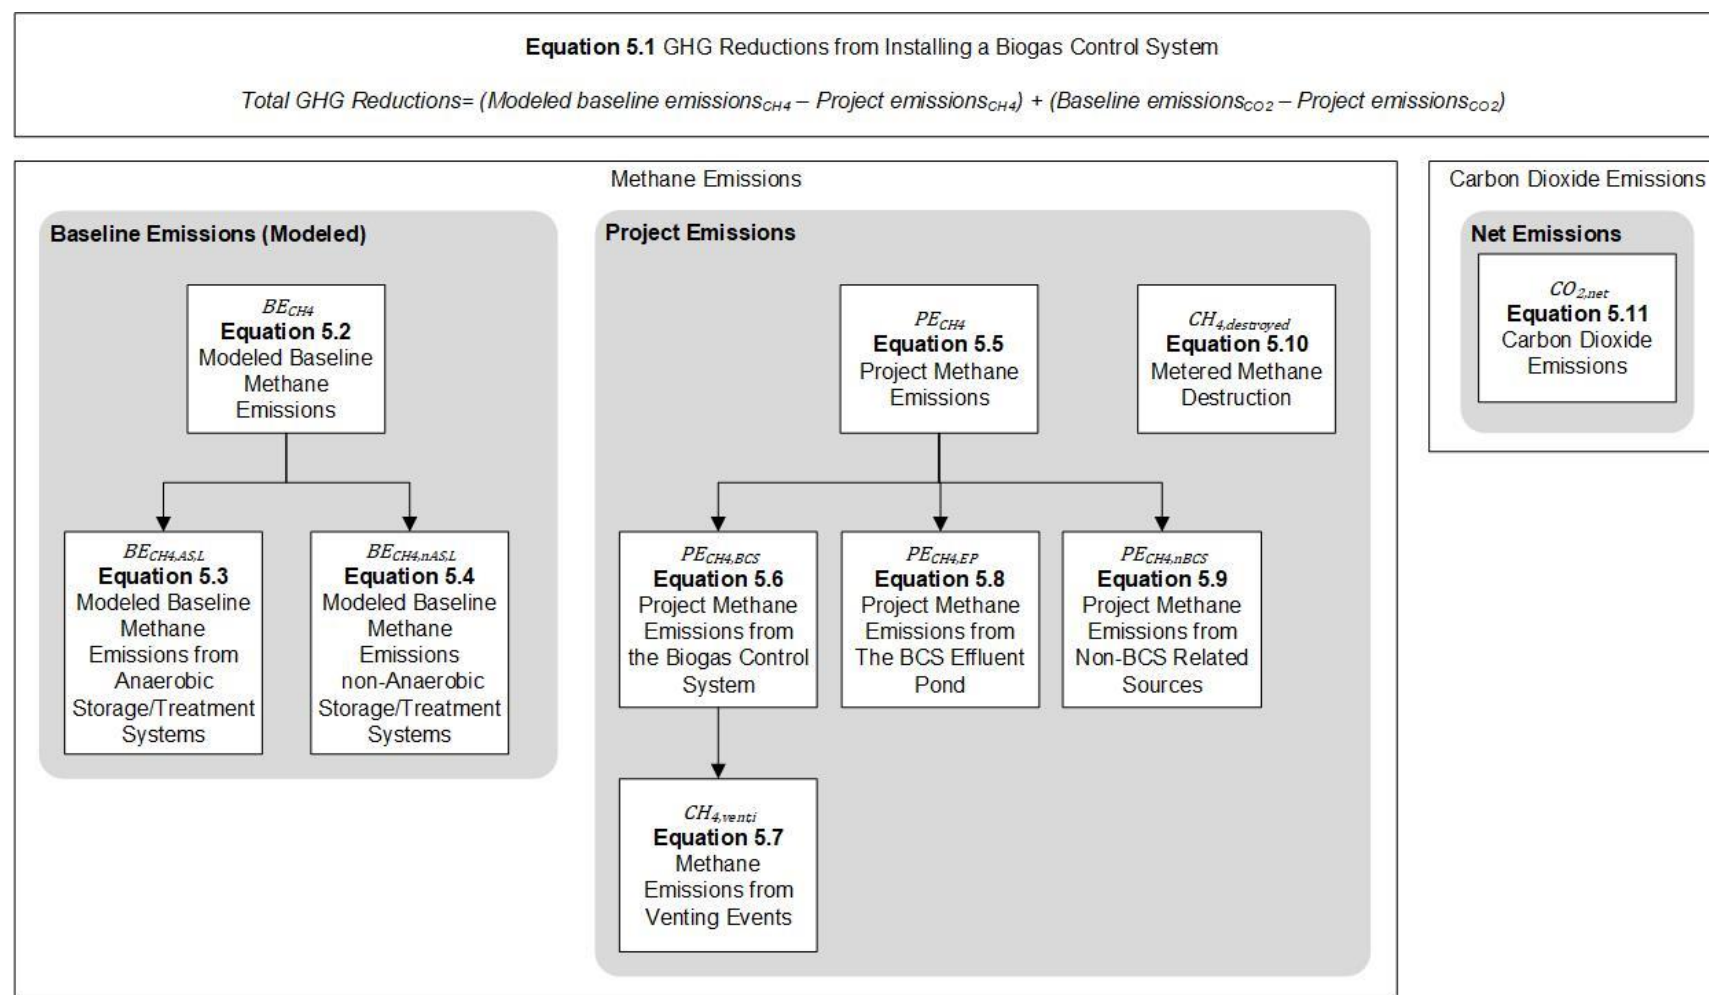 Equation 5.1 GHG Reductions from Installing a Biogas Control System
Total GHG Reductions= (Modeled baseline emissionsCH4 – Project emissionsCH4) + (Baseline emissionsCO2 – Project emissionsCO2)
Methane Emissions
Baseline Emissions (Modeled)
BECH4
Equation 5.2
Modeled Baseline
Methane
Emissions
BECH4,AS,L
Equation 5.3
Modeled Baseline
Methane
Emissions from
Anaerobic
Storage/Treatment
Systems
BECH4,nAS,L
Equation 5.4
Modeled Baseline
Methane
Emissions
non-Anaerobic
Storage/Treatment
Systems
Project Emissions
PECH4
Equation 5.5
Project Methane
Emissions
CH4,destroyed
Equation 5.10
Metered Methane
Destruction
PECH4,BCS
Equation 5.6
Project Methane
Emissions from
the Biogas Control
System
PECH4,EP
Equation 5.8
Project Methane
Emissions from
The BCS Effluent
Pond
PECH4,nBCS
Equation 5.9
Project Methane
Emissions from
Non-BCS Related
Sources
CH4,venti
Equation 5.7
Methane
Emissions from
Venting Events
Carbon Dioxide Emissions
Net Emissions
CO2,net
Equation 5.11
Carbon Dioxide
Emissions